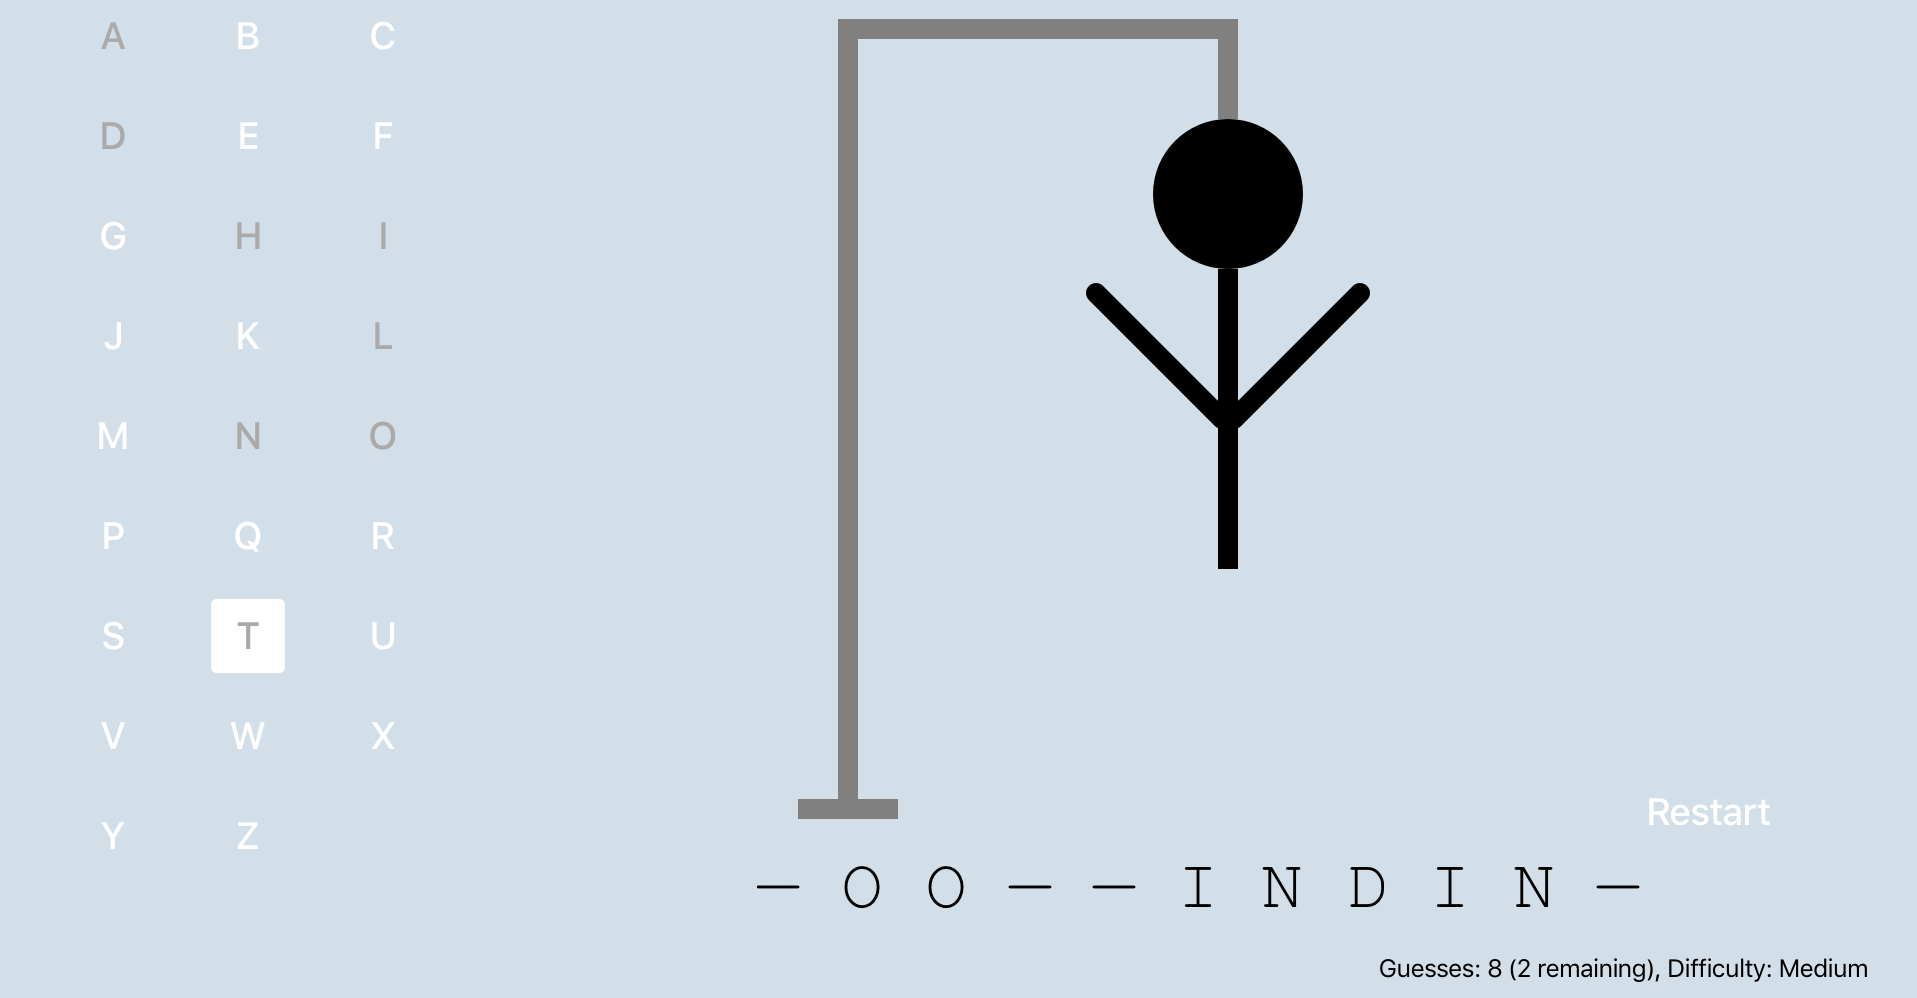 A B C
D E F
G H I
J K L
M N O
P Q R
S T U
V W X
Y Z
Restart
— O O — — I N D I N —
Guesses: 8 (2 remaining), Difficulty: Medium